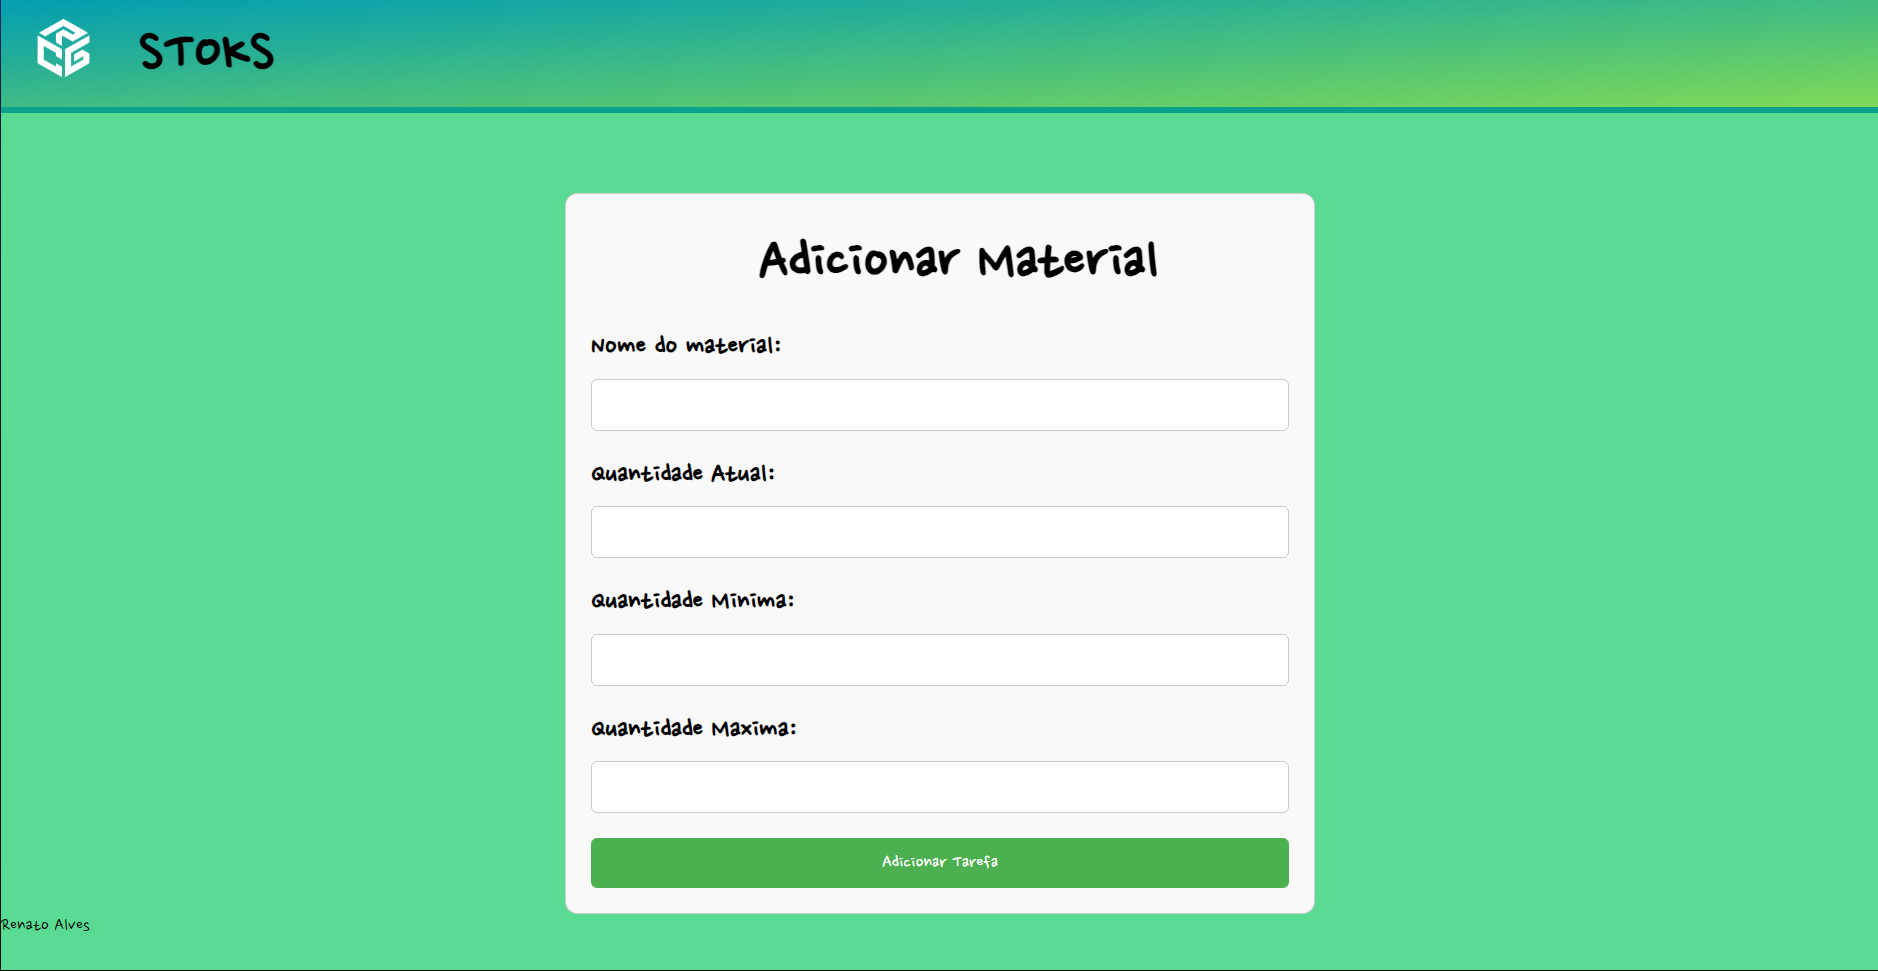 STOKS
Adicionar Material
Nome do material:
Quantidade Atual:
Quantidade Minima:
Quantidade Maxima:
Adicionar Tarefa
Renato Alves